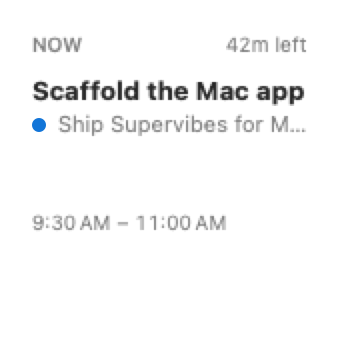 NOW 42m left
Scaffold the Mac app
Ship Supervibes for M...
9:30 AM – 11:00 AM